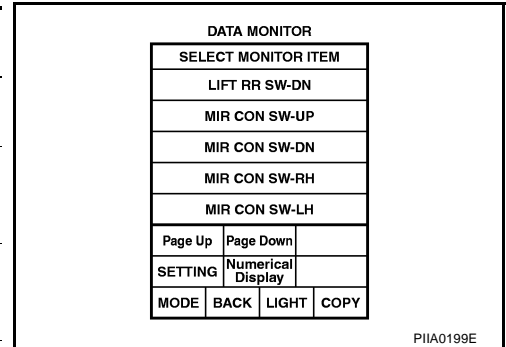 DATA MONITOR
SELECT MONITOR ITEM
LIFT RR SW-DN
MIR CON SW-UP
MIR CON SW-DN
MIR CON SW-RH
MIR CON SW-LH
Page Up Page Down
SETTING Numerical Display
MODE BACK LIGHT COPY
PIIA0199E